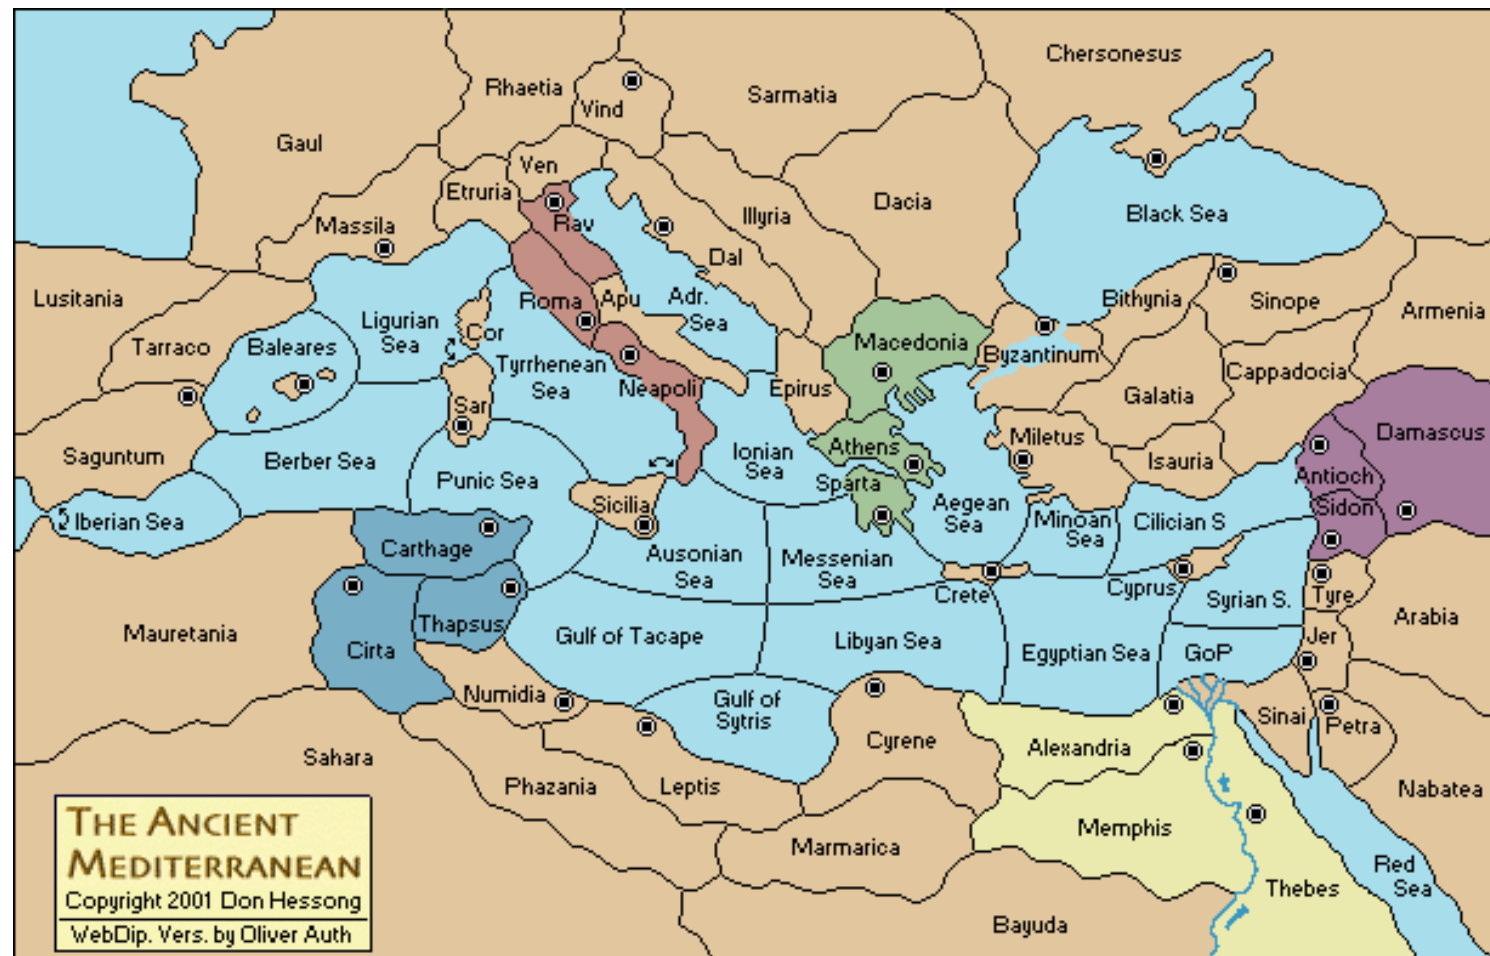 Chersonesus
Rhaetia
Vind
Sarmatia
Gaul
Ven
Etruria
Massila
Rav
Illyria
Dacia
Black Sea
Dal
Lusitania
Roma
Apu
Adr.
Sea
Bithynia
Sinope
Armenia
Ligurian
Sea
Cor
Tarraco
Baleares
Tyrrhenean
Sea
Macedonia
Byzantinum
Neapoli
Epirus
Galatia
Cappadocia
Sar
Saguntum
Berber Sea
Punic Sea
Ionian
Sea
Athens
Miletus
Isauria
Damascus
Antioch
Sicilia
Sparta
Aegean
Sea
Sidon
Iberian Sea
Minoan
Sea
Cilician S
Carthage
Ausonian
Sea
Messenian
Sea
Crete
Cyprus
Syrian S.
Tyre
Mauretania
Thapsus
Cirta
Gulf of Tacape
Libyan Sea
Egyptian Sea
GoP
Jer
Arabia
Numidia
Gulf of
Sytris
Cyrene
Alexandria
Sinai
Petra
Sahara
Phazania
Leptis
Nabatea
Marmarica
Memphis
Thebes
Red
Sea
Bayuda
THE ANCIENT
MEDITERRANEAN
Copyright 2001 Don Hessong
WebDip. Vers. by Oliver Auth